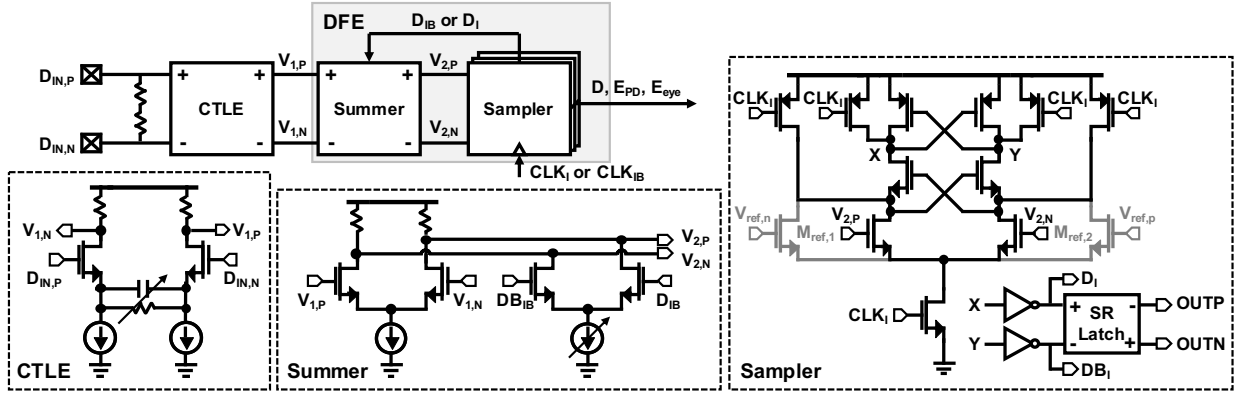 DFE
D_IB or D_I
D_IN,P
D_IN,N
+ +
CTLE
- -
V_1,P
V_1,N
+ +
Summer
- -
V_2,P
V_2,N
Sampler
D, E_PD, E_eye
CLK_I or CLK_IB
V_1,N
V_1,P
D_IN,P
D_IN,N
CTLE
V_2,P
V_2,N
V_1,P
V_1,N
DB_IB
D_IB
Summer
CLK_I
CLK_I
CLK_I
CLK_I
X
Y
V_ref,n
V_2,P
V_2,N
V_ref,p
M_ref,1
M_ref,2
CLK_I
X
Y
D_I
DB_I
+ -
SR
Latch
- +
OUTP
OUTN
Sampler